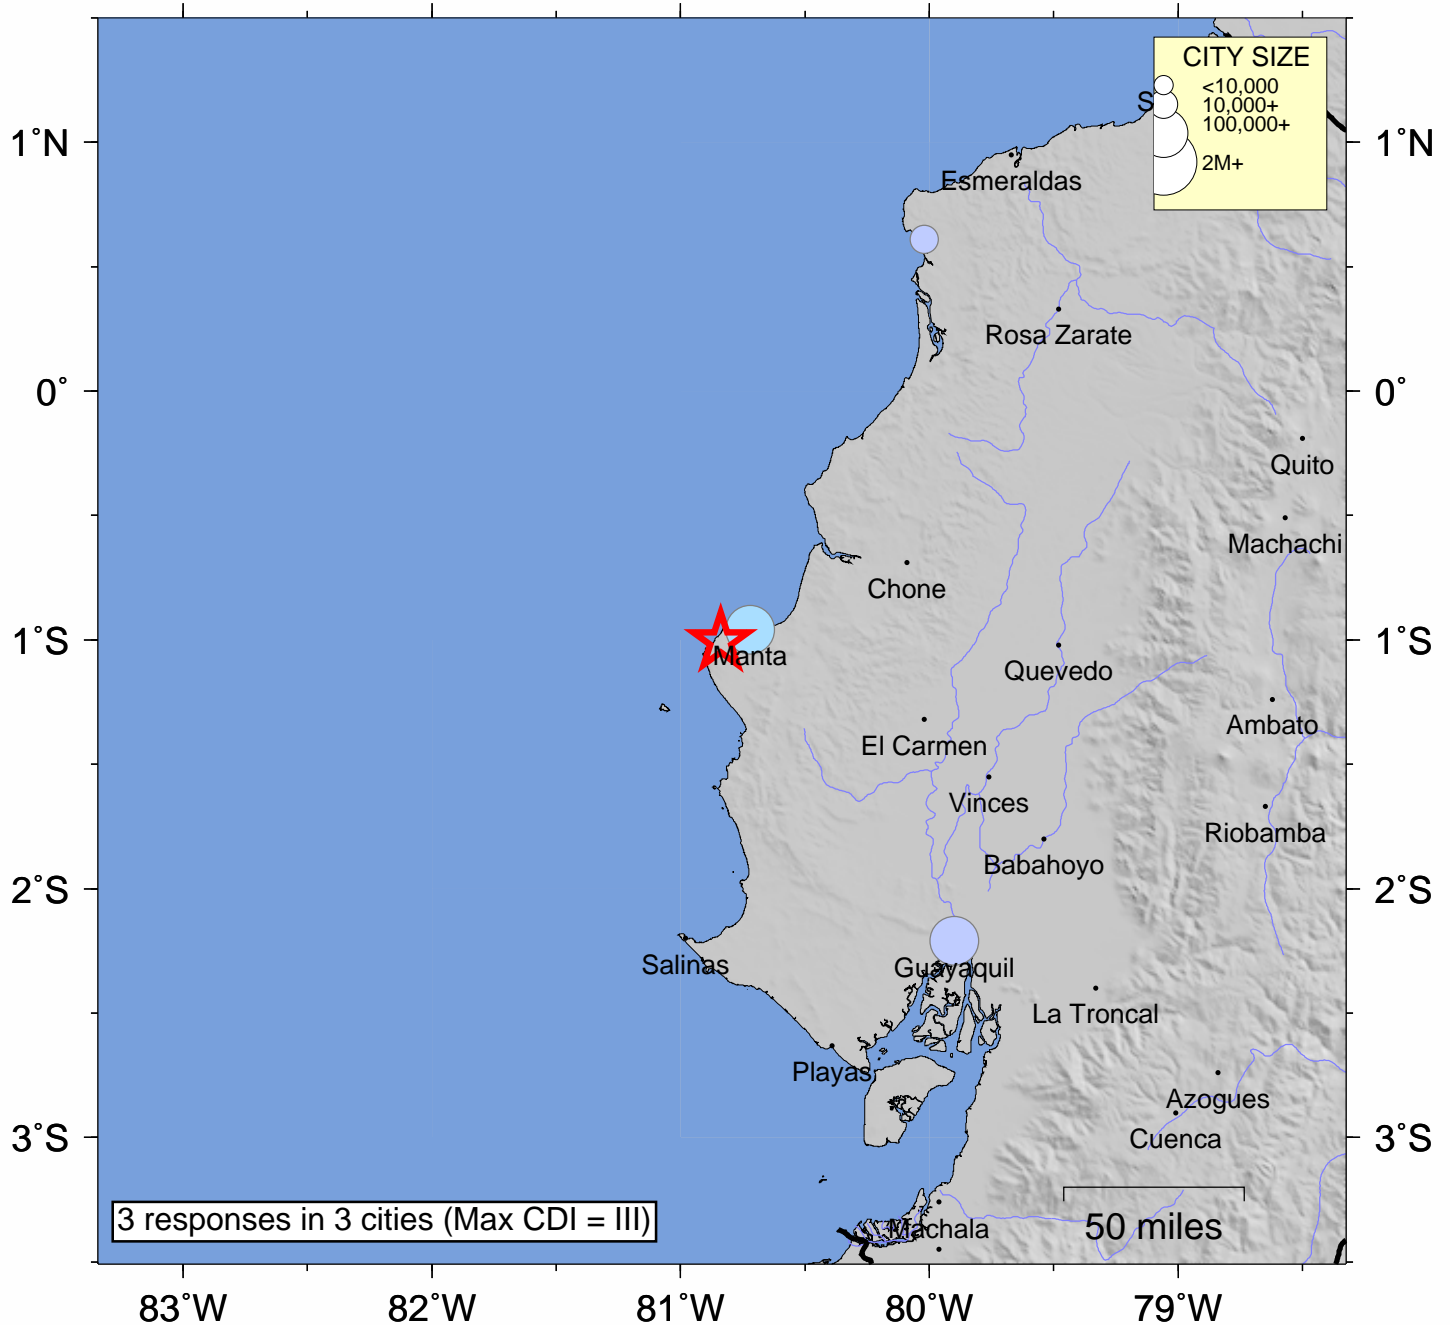 CITY SIZE
<10,000
10,000+
100,000+
2M+
S
1˚N
1˚N
Esmeraldas
Rosa Zarate
0˚
0˚
Quito
Machachi
Chone
1˚S
1˚S
Manta
Quevedo
Ambato
El Carmen
Vinces
Riobamba
Babahoyo
2˚S
2˚S
Salinas
Guayaquil
La Troncal
Playas
Azogues
3˚S
Cuenca
3˚S
3 responses in 3 cities (Max CDI = III)
Machala
50 miles
83˚W
82˚W
81˚W
80˚W
79˚W